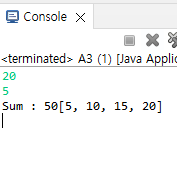 Console
<terminated> A3 (1) [Java Applic
20
5
Sum : 50[5, 10, 15, 20]